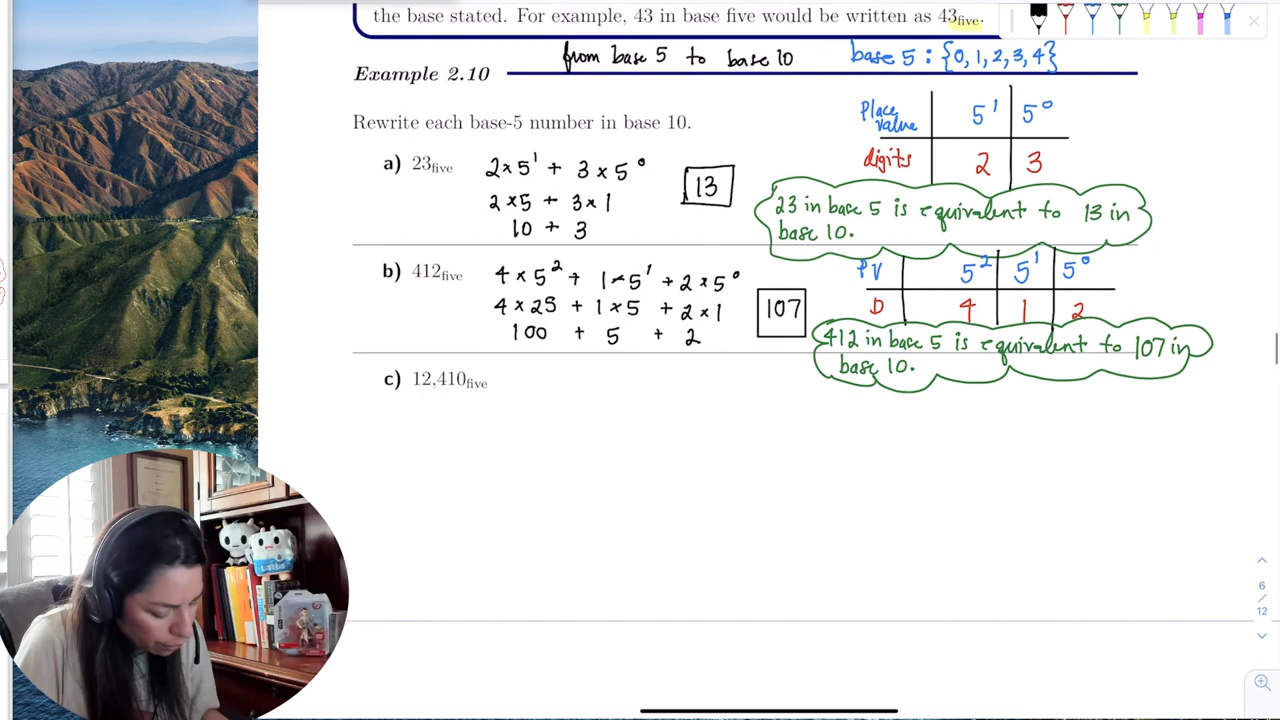 the base stated. For example, 43 in base five would be written as 43five.
from base 5 to base 10
base 5 : {0, 1, 2, 3, 4}
Example 2.10
Rewrite each base-5 number in base 10.
Place value 5¹ 5⁰
digits 2 3
a) 23five 2×5¹ + 3×5⁰
2×5 + 3×1
10 + 3
13
23 in base 5 is equivalent to 13 in
base 10.
b) 412five 4×5² + 1×5¹ + 2×5⁰
4×25 + 1×5 + 2×1
100 + 5 + 2
107
PV 5² 5¹ 5⁰
D 4 1 2
412 in base 5 is equivalent to 107 in
base 10.
c) 12,410five
6
/
12